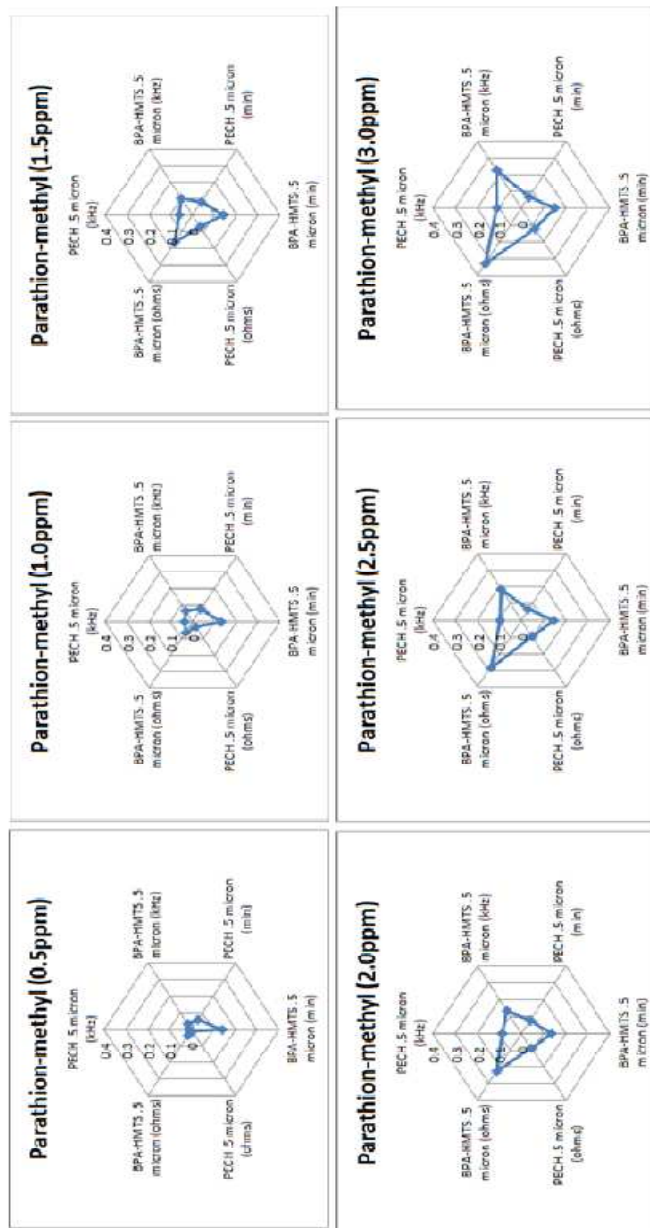 Parathion-methyl (0.5ppm)
PECH .5 micron
(kHz)
0.4
0.3
0.2
0.1
0
BPA-HMTS .5
micron (kHz)
PECH .5 micron
(min)
BPA-HMTS .5
micron (min)
PECH .5 micron
(ohms)
BPA-HMTS .5
micron (ohms)
Parathion-methyl (1.0ppm)
PECH .5 micron
(kHz)
0.4
0.3
0.2
0.1
0
BPA-HMTS .5
micron (kHz)
PECH .5 micron
(min)
BPA-HMTS .5
micron (min)
PECH .5 micron
(ohms)
BPA-HMTS .5
micron (ohms)
Parathion-methyl (1.5ppm)
PECH .5 micron
(kHz)
0.4
0.3
0.2
0.1
0
BPA-HMTS .5
micron (kHz)
PECH .5 micron
(min)
BPA-HMTS .5
micron (min)
PECH .5 micron
(ohms)
BPA-HMTS .5
micron (ohms)
Parathion-methyl (2.0ppm)
PECH .5 micron
(kHz)
0.4
0.3
0.2
0.1
0
BPA-HMTS .5
micron (kHz)
PECH .5 micron
(min)
BPA-HMTS .5
micron (min)
PECH .5 micron
(ohms)
BPA-HMTS .5
micron (ohms)
Parathion-methyl (2.5ppm)
PECH .5 micron
(kHz)
0.4
0.3
0.2
0.1
0
BPA-HMTS .5
micron (kHz)
PECH .5 micron
(min)
BPA-HMTS .5
micron (min)
PECH .5 micron
(ohms)
BPA-HMTS .5
micron (ohms)
Parathion-methyl (3.0ppm)
PECH .5 micron
(kHz)
0.4
0.3
0.2
0.1
0
BPA-HMTS .5
micron (kHz)
PECH .5 micron
(min)
BPA-HMTS .5
micron (min)
PECH .5 micron
(ohms)
BPA-HMTS .5
micron (ohms)